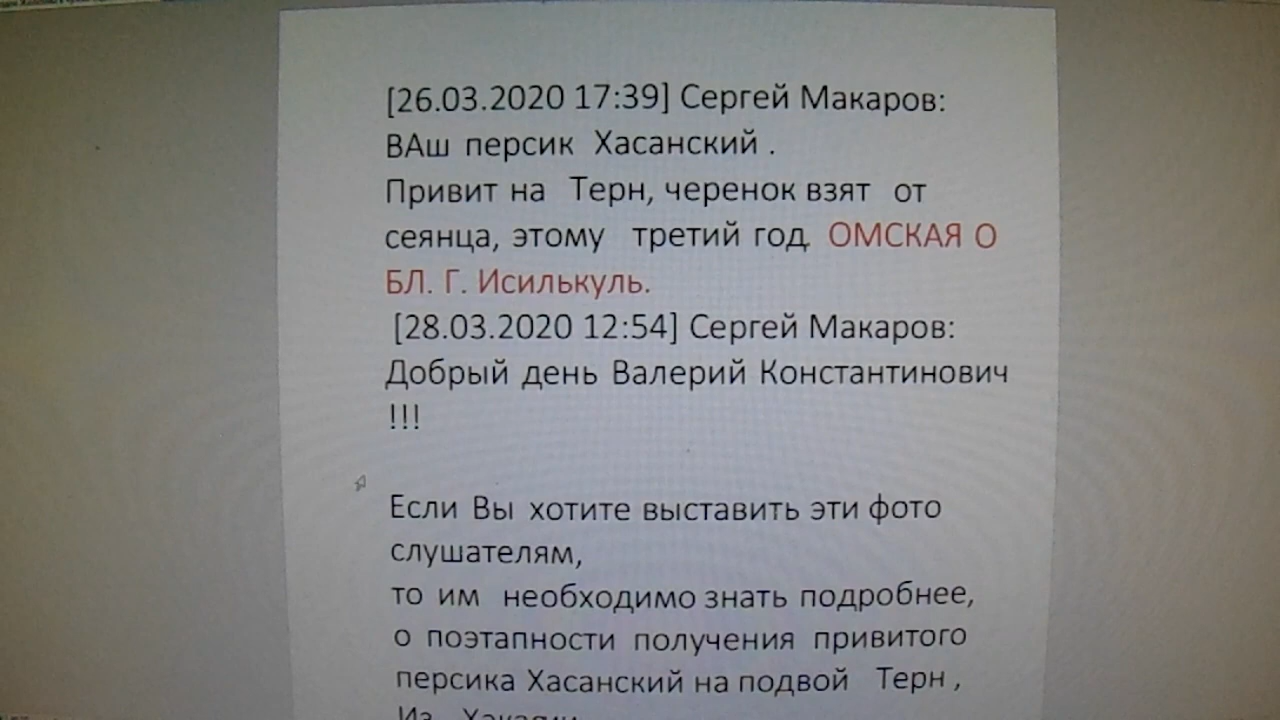 [26.03.2020 17:39] Сергей Макаров:
ВАш персик Хасанский .
Привит на Терн, черенок взят от
сеянца, этому третий год ОМСКАЯ О
БЛ. Г. Исилькуль.
[28.03.2020 12:54] Сергей Макаров:
Добрый день Валерий Константинович
!!!
Если Вы хотите выставить эти фото
слушателям,
то им необходимо знать подробнее,
о поэтапности получения привитого
персика Хасанский на подвой Терн ,
Из